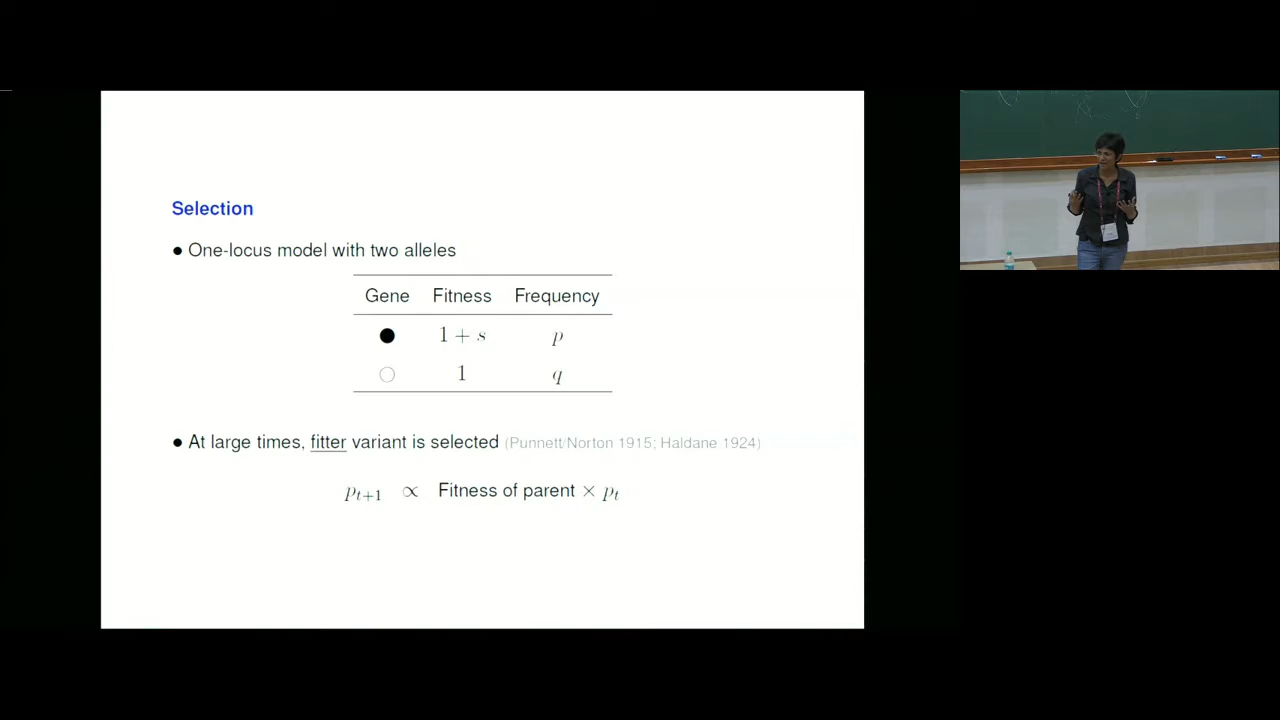 Selection
● One-locus model with two alleles
Gene Fitness Frequency
● 1 + s p
○ 1 q
● At large times, fitter variant is selected (Punnett/Norton 1915; Haldane 1924)
p_{t+1} ∝ Fitness of parent × p_t